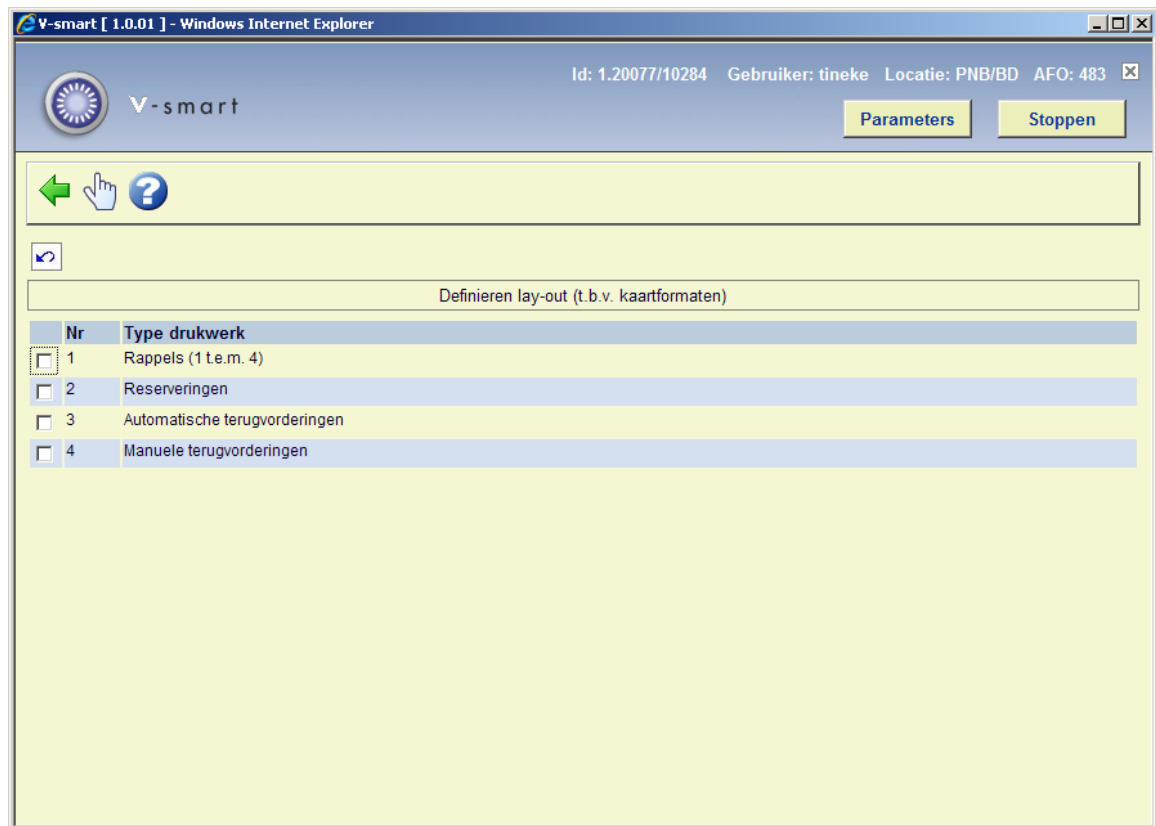 V-smart [ 1.0.01 ] - Windows Internet Explorer
Id: 1.20077/10284 Gebruiker: tineke Locatie: PNB/BD AFO: 483
V-smart
Parameters Stoppen
Definieren lay-out (t.b.v. kaartformaten)
Nr Type drukwerk
1 Rappels (1 t.e.m. 4)
2 Reserveringen
3 Automatische terugvorderingen
4 Manuele terugvorderingen